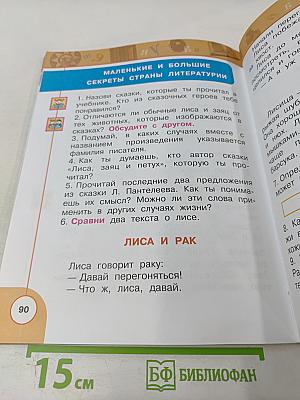 МАЛЕНЬКИЕ И БОЛЬШИЕ
СЕКРЕТЫ СТРАНЫ ЛИТЕРАТУРИИ
1. Назови сказки, которые ты прочитал в
учебнике. Кто из сказочных героев тебе
понравился?
2. Отличаются ли обычные лиса и заяц от
тех животных, которые изображаются в
сказках? Обсудите с другом.
3. Подумай, в каких случаях вместе с
названием произведения указывается
фамилия писателя.
4. Как ты думаешь, кто автор сказки
«Лиса, заяц и петух», которую ты про-
читал?
5. Прочитай последние два предложения
из сказки Л. Пантелеева. Как ты понима-
ешь их смысл? Можно ли эти слова при-
менить в других случаях жизни?
6. Сравни два текста о лисе.
ЛИСА И РАК
Лиса говорит раку:
— Давай перегоняться!
— Что ж, лиса, давай.
90
15 см
БФ БИБЛИОФАН